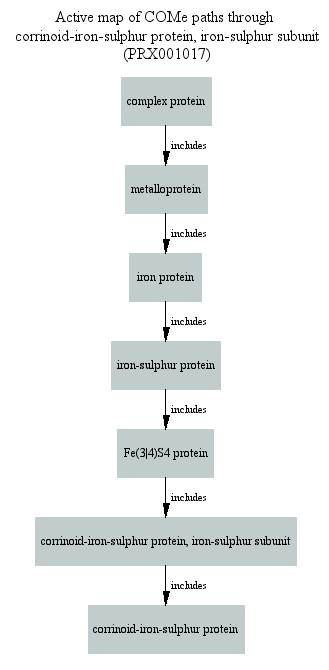 Active map of COMe paths through
corrinoid-iron-sulphur protein, iron-sulphur subunit
(PRX001017)
complex protein
includes
metalloprotein
includes
iron protein
includes
iron-sulphur protein
includes
Fe(3|4)S4 protein
includes
corrinoid-iron-sulphur protein, iron-sulphur subunit
includes
corrinoid-iron-sulphur protein